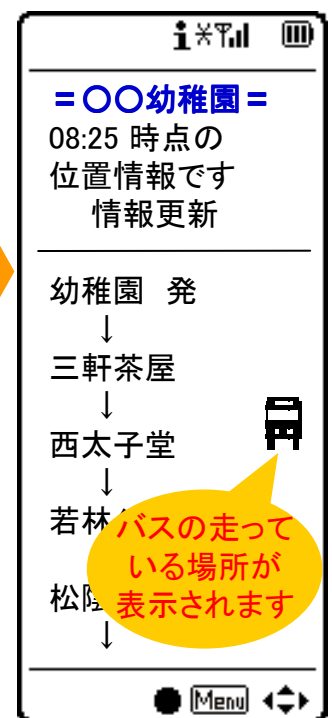 =〇〇幼稚園=
08:25 時点の
位置情報です
情報更新
幼稚園 発
↓
三軒茶屋
↓
西太子堂
↓
若林
バスの走って
いる場所が
表示されます
松陰
↓
Menu